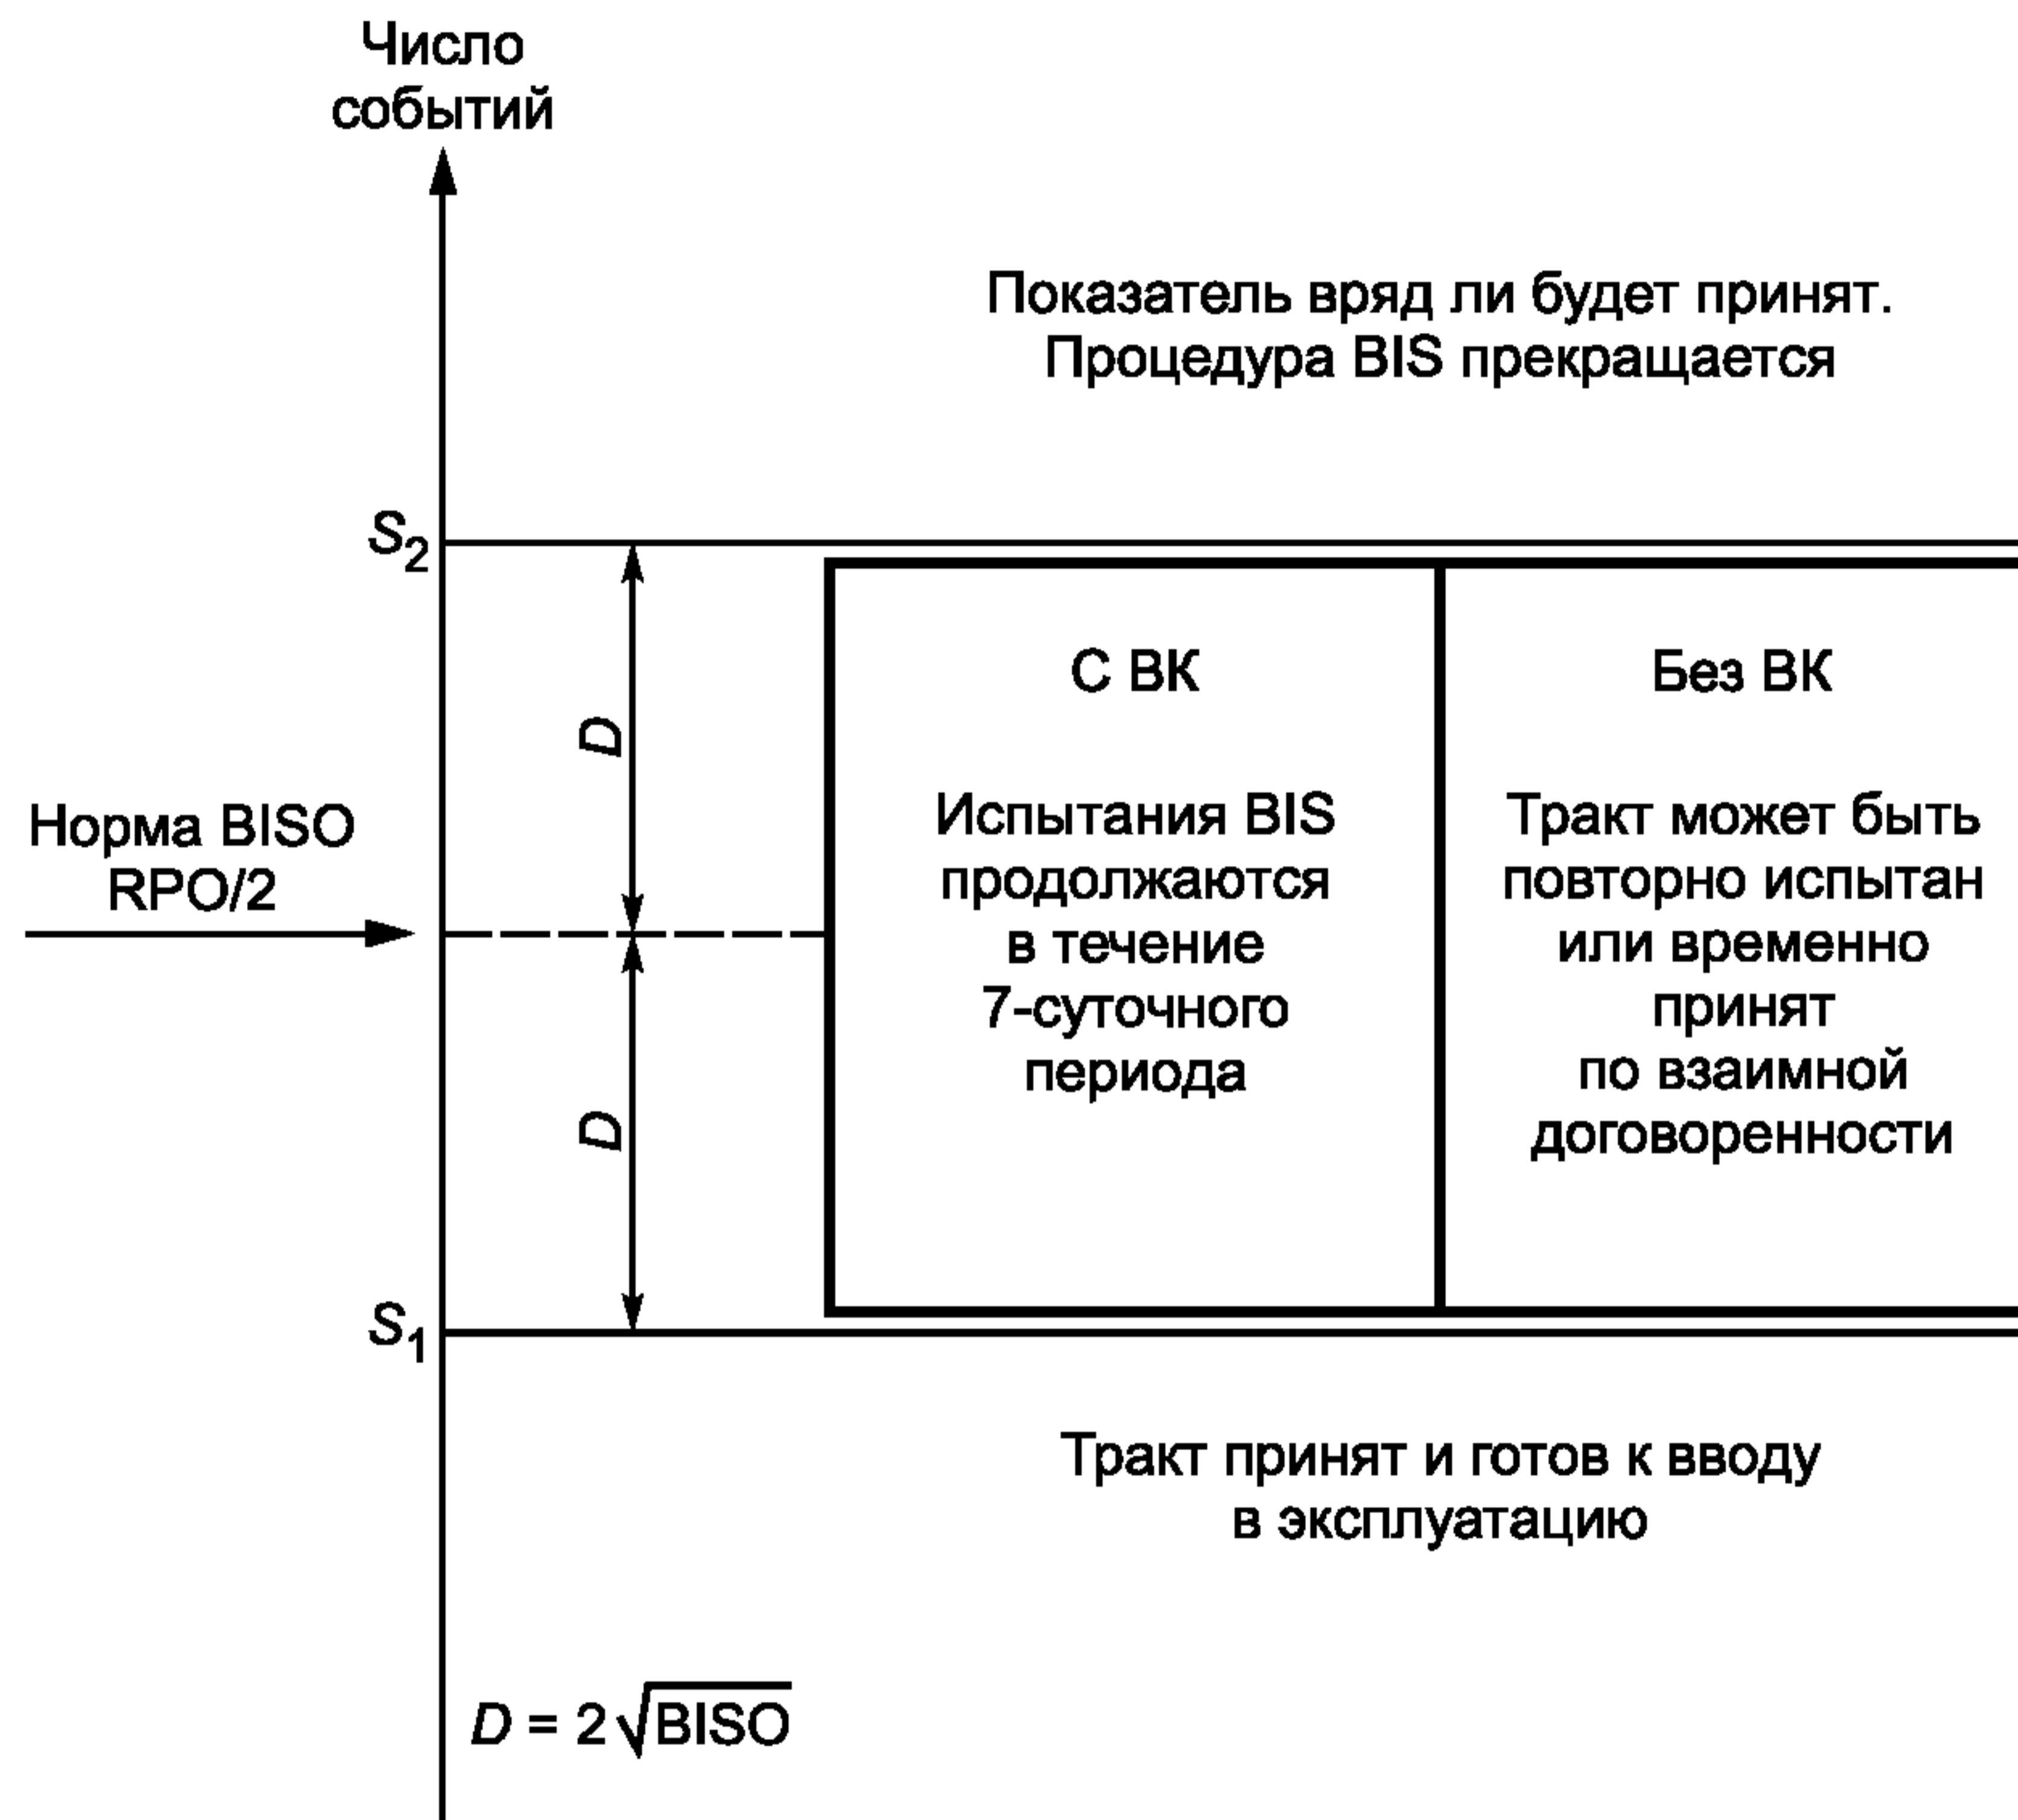 Число
событий
Показатель вряд ли будет принят.
Процедура BIS прекращается
S₂
D
Норма BISO
RPO/2
С ВК
Испытания BIS
продолжаются
в течение
7-суточного
периода
Без ВК
Тракт может быть
повторно испытан
или временно
принят
по взаимной
договоренности
D
S₁
Тракт принят и готов к вводу
в эксплуатацию
D = 2√BISO